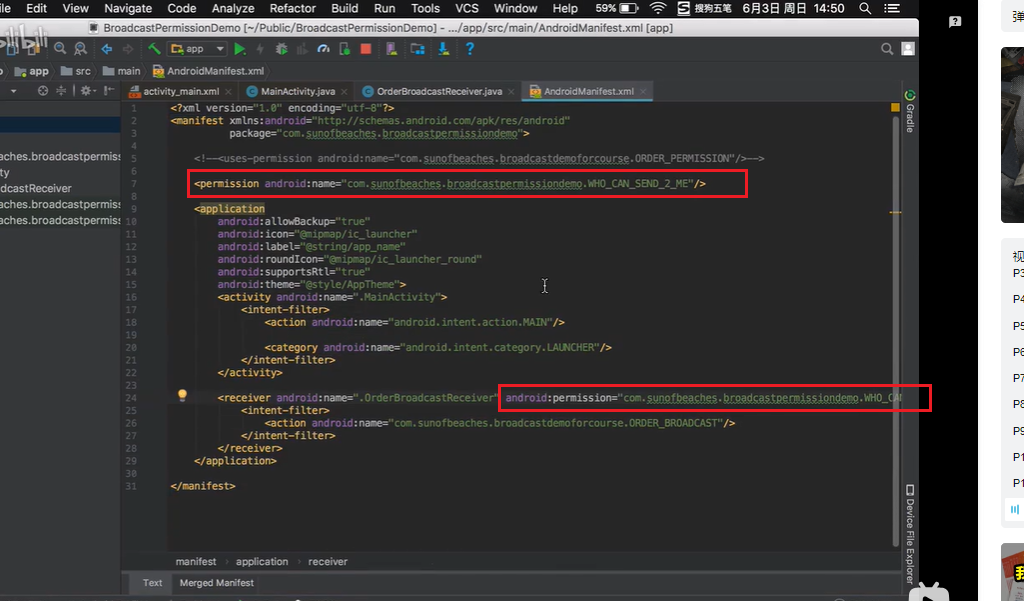 Edit View Navigate Code Analyze Refactor Build Run Tools VCS Window Help 59% 搜狗五笔 6月3日 周日 14:50
BroadcastPermissionDemo [~/Public/BroadcastPermissionDemo] - .../app/src/main/AndroidManifest.xml [app]
bilibili
app
app src main AndroidManifest.xml
activity_main.xml MainActivity.java OrderBroadcastReceiver.java AndroidManifest.xml
1 <?xml version="1.0" encoding="utf-8"?>
2 <manifest xmlns:android="http://schemas.android.com/apk/res/android"
3 package="com.sunofbeaches.broadcastpermissiondemo">
4
5 <!--<uses-permission android:name="com.sunofbeaches.broadcastdemoforcourse.ORDER_PERMISSION"/>-->
6
7 <permission android:name="com.sunofbeaches.broadcastpermissiondemo.WHO_CAN_SEND_2_ME"/>
8
9 <application
10 android:allowBackup="true"
11 android:icon="@mipmap/ic_launcher"
12 android:label="@string/app_name"
13 android:roundIcon="@mipmap/ic_launcher_round"
14 android:supportsRtl="true"
15 android:theme="@style/AppTheme">
16 <activity android:name=".MainActivity">
17 <intent-filter>
18 <action android:name="android.intent.action.MAIN"/>
19
20 <category android:name="android.intent.category.LAUNCHER"/>
21 </intent-filter>
22 </activity>
23
24 <receiver android:name=".OrderBroadcastReceiver" android:permission="com.sunofbeaches.broadcastpermissiondemo.WHO_CAN
25 <intent-filter>
26 <action android:name="com.sunofbeaches.broadcastdemoforcourse.ORDER_BROADCAST"/>
27 </intent-filter>
28 </receiver>
29 </application>
30
31 </manifest>
aches.broadcastpermiss
ty
dcastReceiver
aches.broadcastpermiss
aches.broadcastpermiss
Gradle
Device File Explorer
manifest application receiver
Text Merged Manifest
弹
视
P3
P4
P5
P6
P7
P8
P9
P1
P1
我